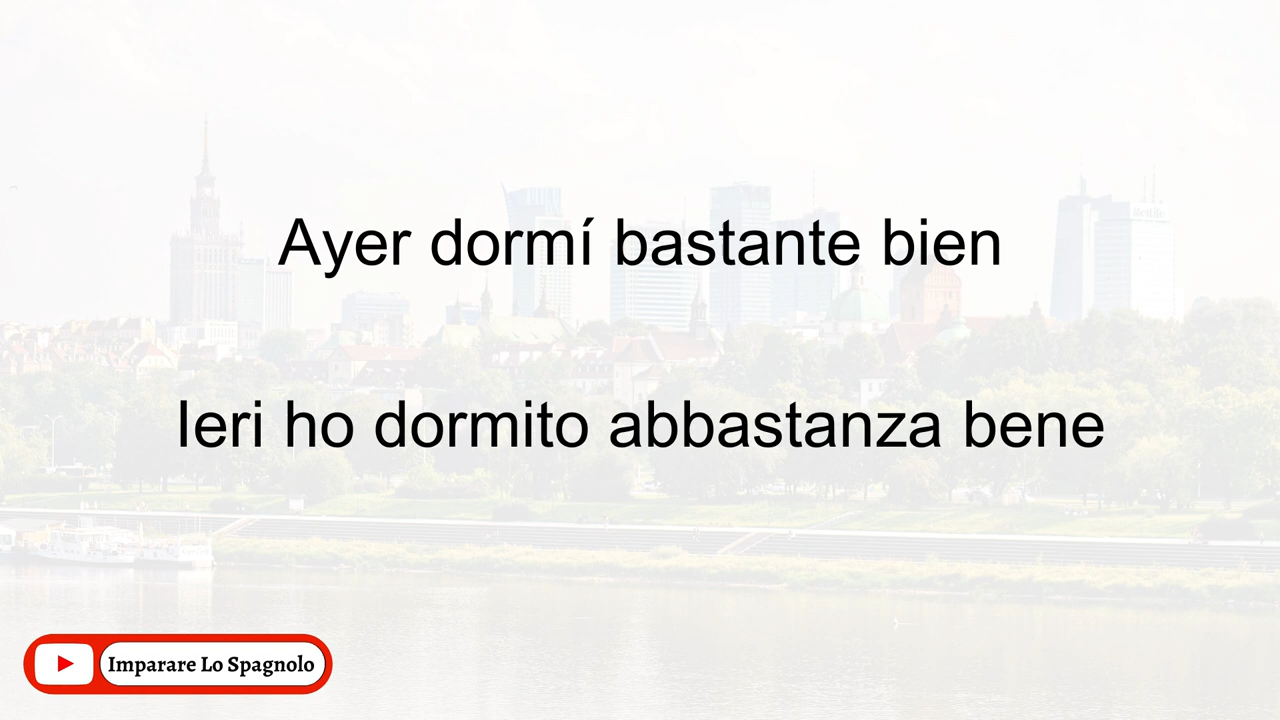 Ayer dormí bastante bien
Ieri ho dormito abbastanza bene
Imparare Lo Spagnolo